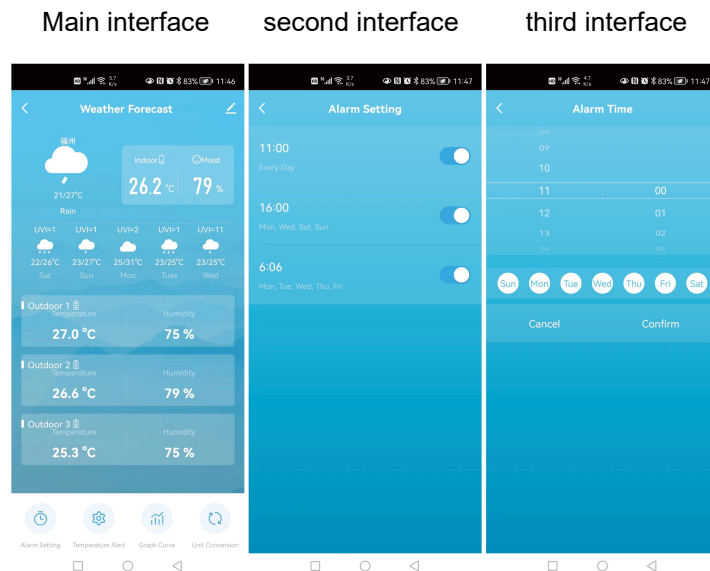 Main interface
second interface
third interface
5.7 K/s
83%
11:46
Weather Forecast
福州
21/27°C
Rain
Indoor
Moist
26.2 °C
79 %
UVI=1 UVI=1 UVI=2 UVI=1 UVI=11
22/26°C 23/27°C 25/31°C 23/25°C 23/25°C
Sat Sun Mon Tues Wed
Outdoor 1
Temperature Humidity
27.0 °C 75 %
Outdoor 2
Temperature Humidity
26.6 °C 79 %
Outdoor 3
Temperature Humidity
25.3 °C 75 %
Alarm Setting Temperature Alert Graph Curve Unit Conversion
83%
11:47
Alarm Setting
11:00
Every Day
16:00
Mon, Wed, Sat, Sun
6:06
Mon, Tue, Wed, Thu, Fri
4.7 K/s
83%
11:47
Alarm Time
09
10
11 : 00
12 01
13 02
Sun Mon Tue Wed Thu Fri Sat
Cancel Confirm